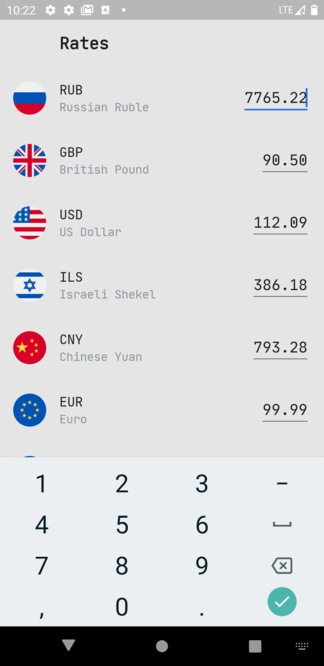 10:22
LTE
Rates
RUB
Russian Ruble
7765.22
GBP
British Pound
90.50
USD
US Dollar
112.09
ILS
Israeli Shekel
386.18
CNY
Chinese Yuan
793.28
EUR
Euro
99.99
1 2 3 −
4 5 6
7 8 9
, 0 .